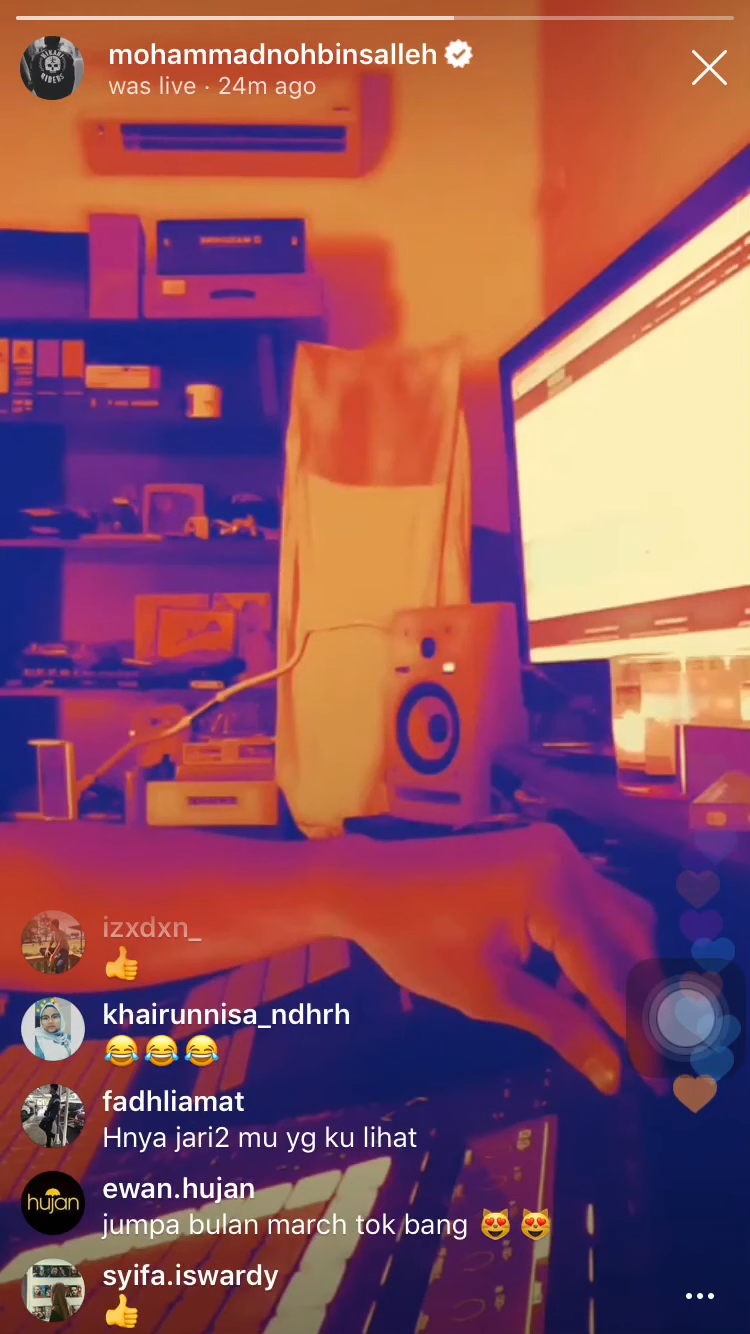 mohammadnohbinsalleh
was live · 24m ago
izxdxn_
👍
khairunnisa_ndhrh
😂😂😂
fadhliamat
Hnya jari2 mu yg ku lihat
hujan
ewan.hujan
jumpa bulan march tok bang 😻 😻
syifa.iswardy
👍